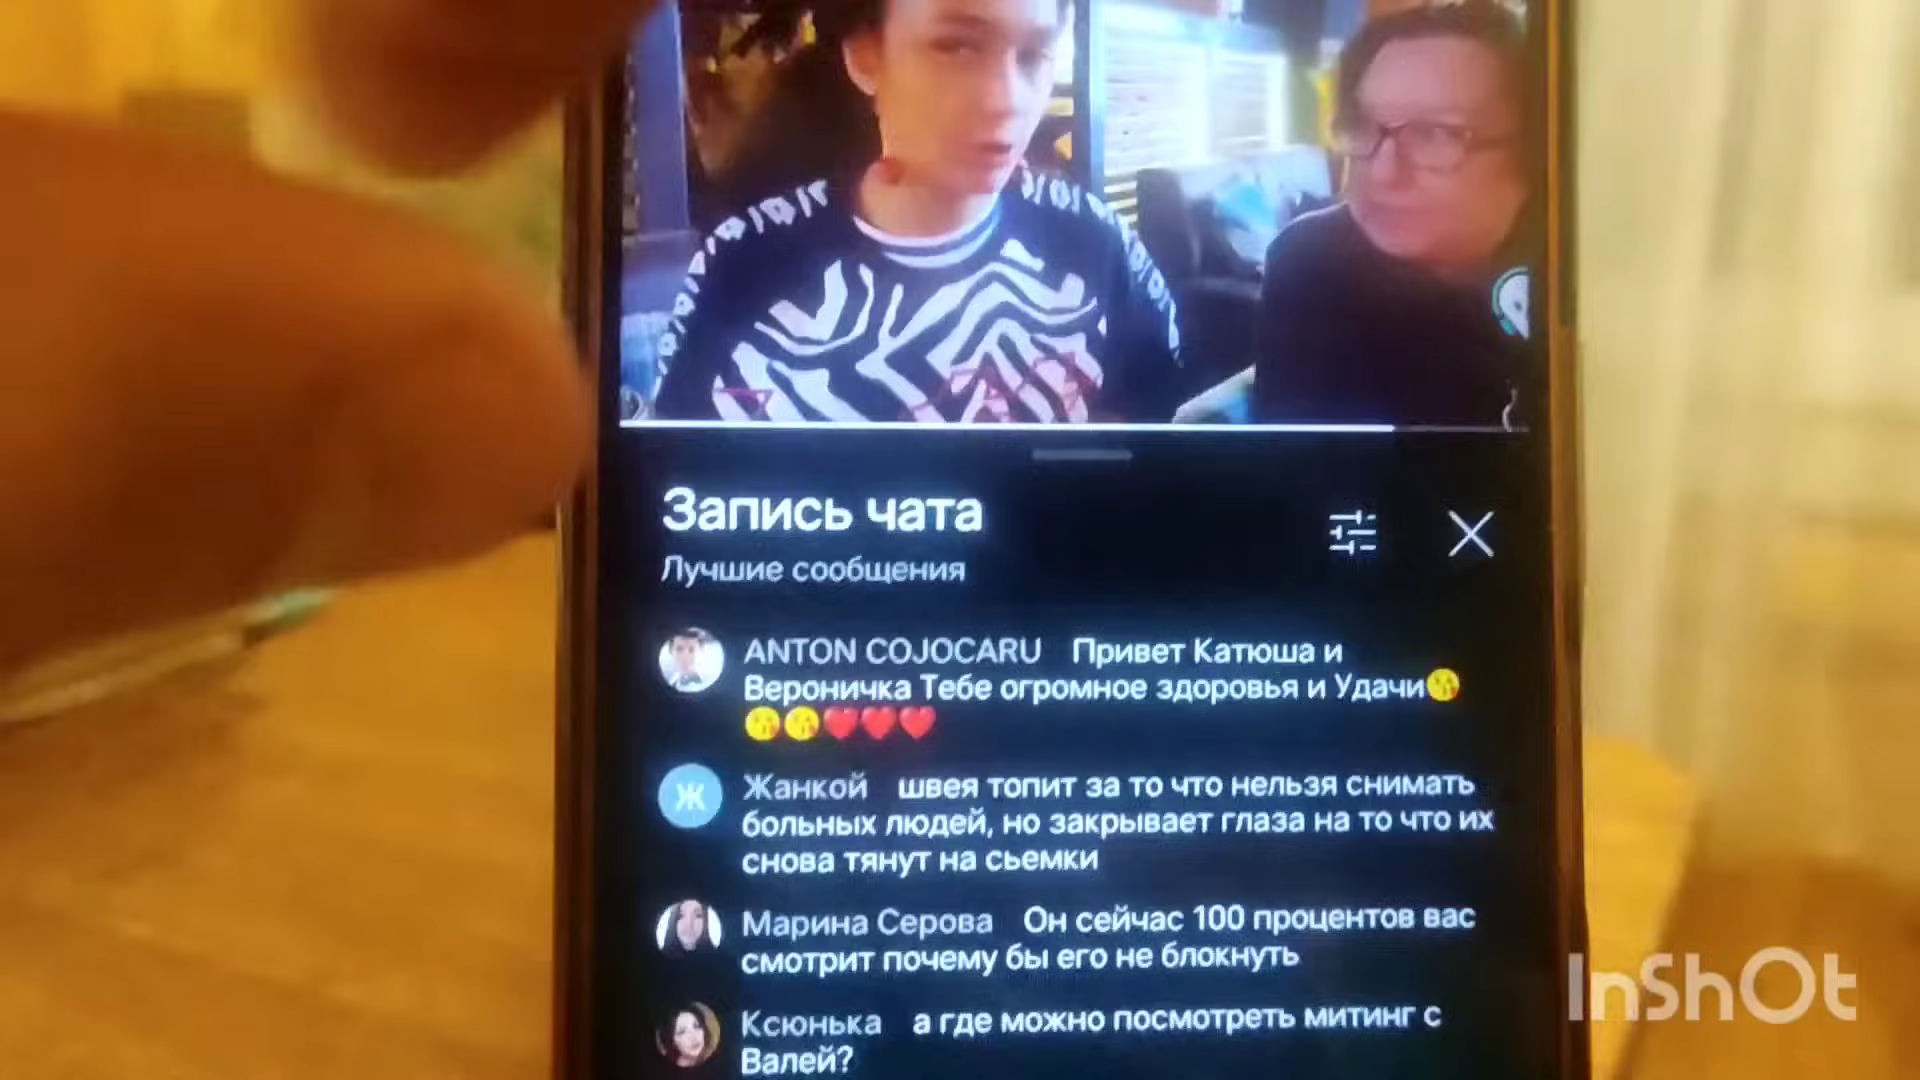 Запись чата
Лучшие сообщения
ANTON COJOCARU Привет Катюша и
Вероничка Тебе огромное здоровья и Удачи😘
😘😘❤️❤️❤️
Ж
Жанкой швея топит за то что нельзя снимать
больных людей, но закрывает глаза на то что их
снова тянут на сьемки
Марина Серова Он сейчас 100 процентов вас
смотрит почему бы его не блокнуть
Ксюнька а где можно посмотреть митинг с
Валей?
InShOt